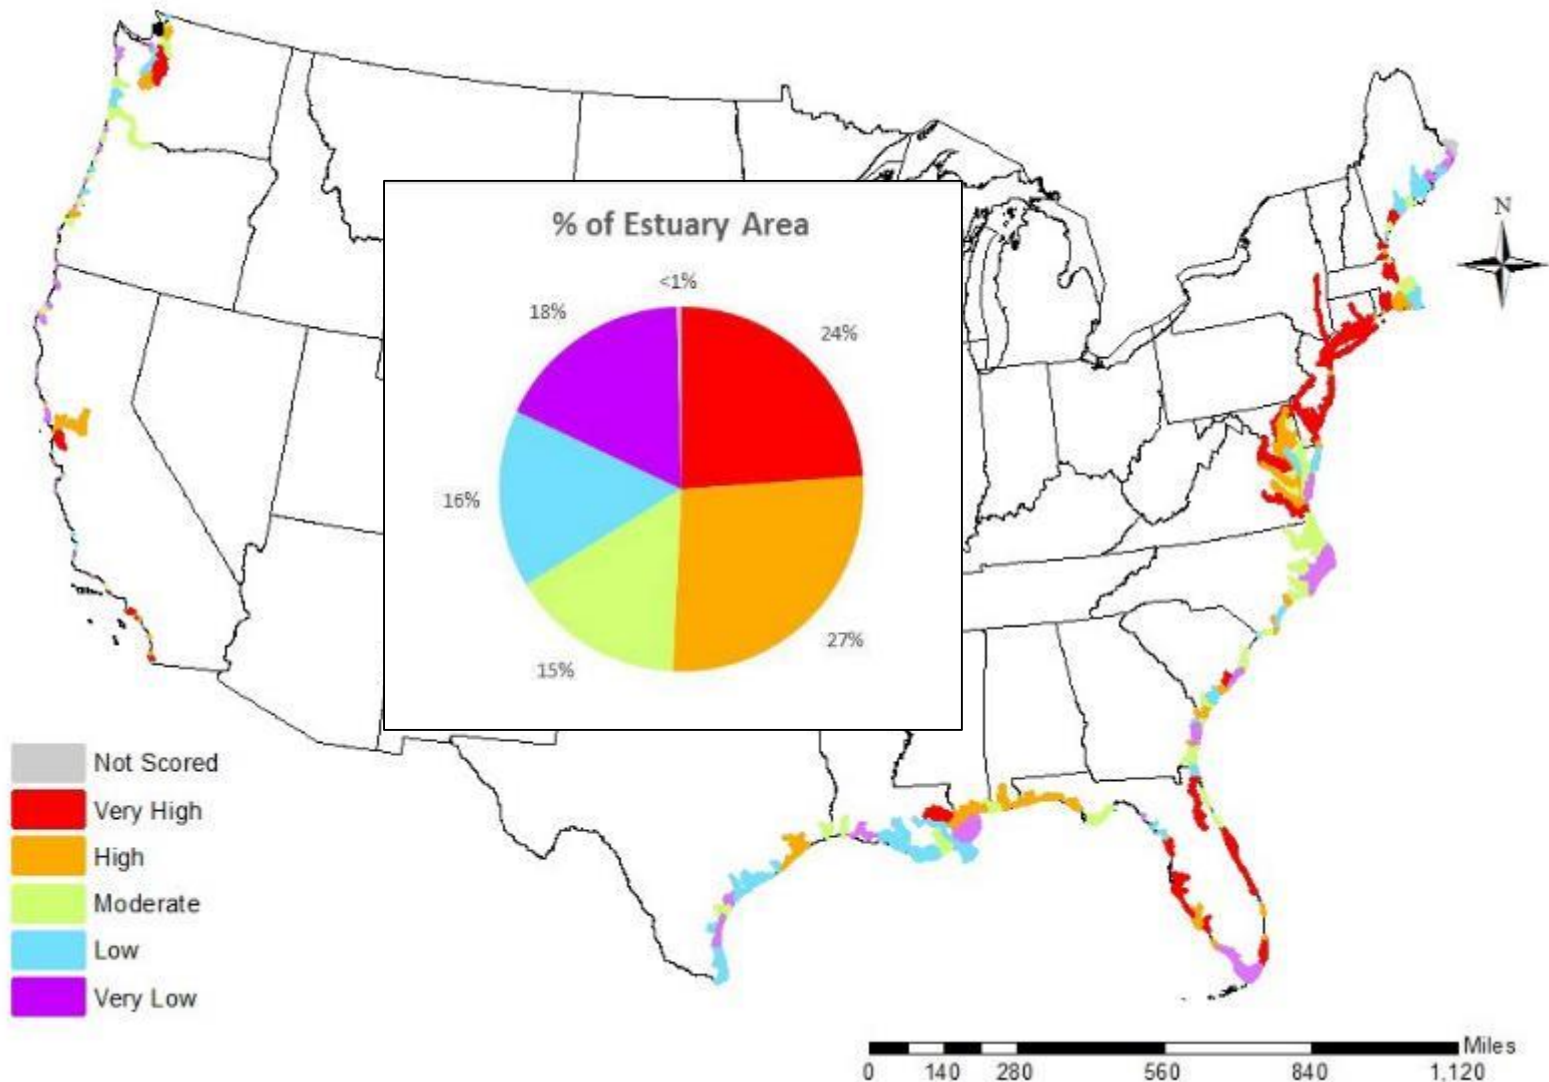 % of Estuary Area
<1%
18%
24%
16%
27%
15%
N
Not Scored
Very High
High
Moderate
Low
Very Low
Miles
0 140 280 560 840 1,120